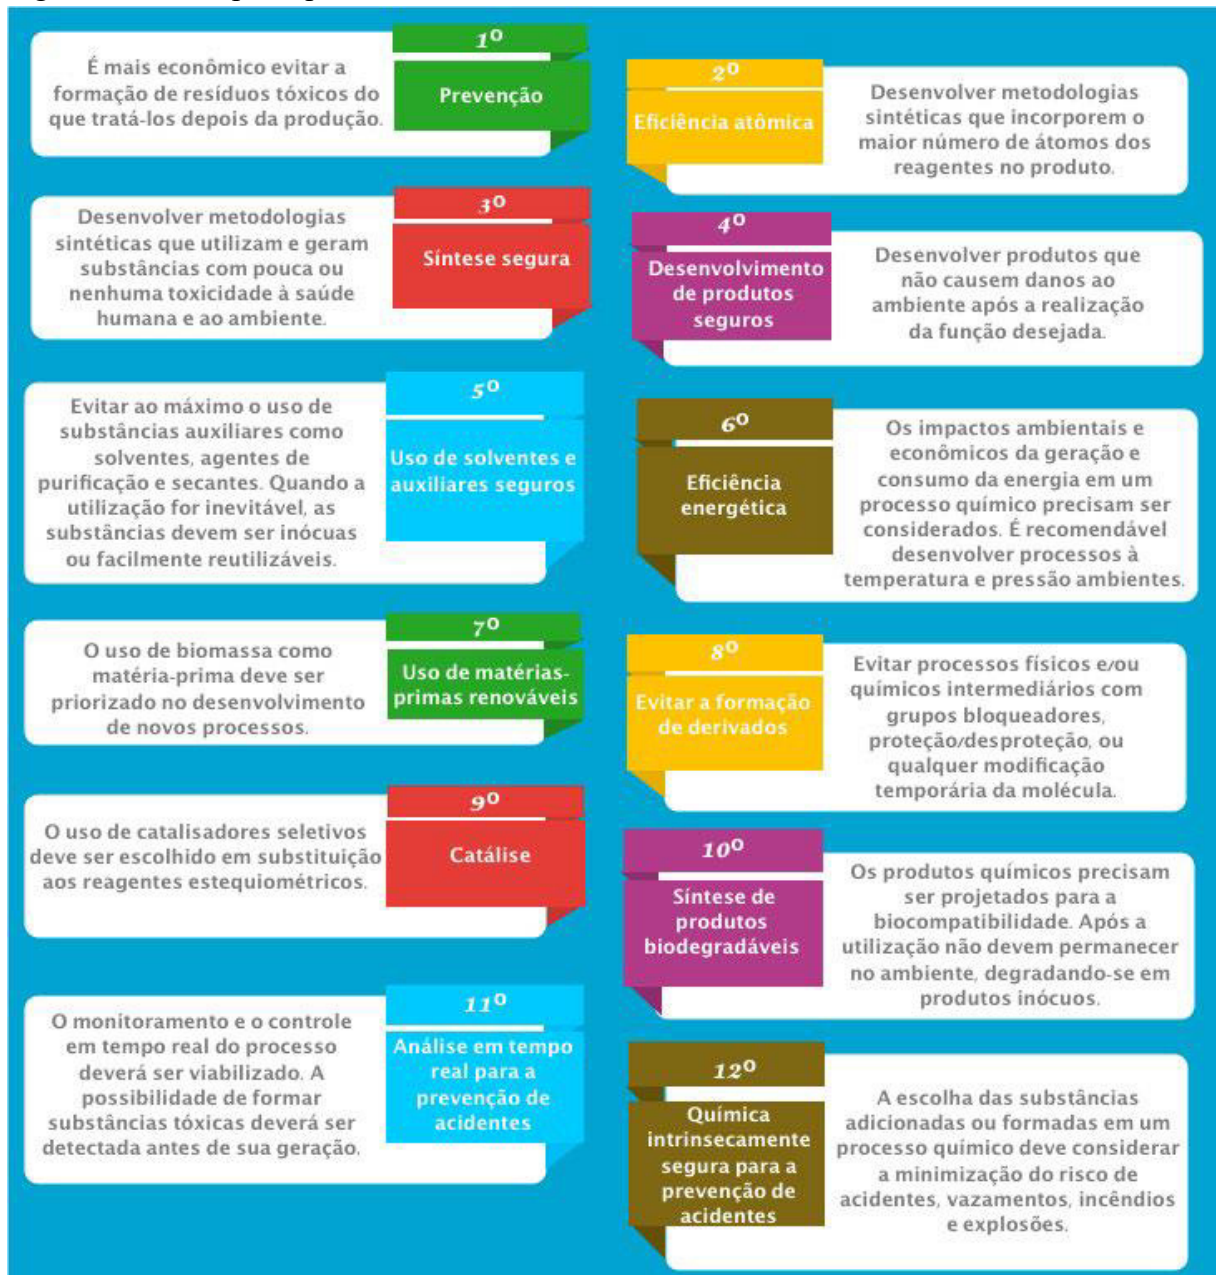 1º
Prevenção
É mais econômico evitar a
formação de resíduos tóxicos do
que tratá-los depois da produção.
2º
Eficiência atômica
Desenvolver metodologias
sintéticas que incorporem o
maior número de átomos dos
reagentes no produto.
3º
Síntese segura
Desenvolver metodologias
sintéticas que utilizam e geram
substâncias com pouca ou
nenhuma toxicidade à saúde
humana e ao ambiente.
4º
Desenvolvimento
de produtos
seguros
Desenvolver produtos que
não causem danos ao
ambiente após a realização
da função desejada.
5º
Uso de solventes e
auxiliares seguros
Evitar ao máximo o uso de
substâncias auxiliares como
solventes, agentes de
purificação e secantes. Quando a
utilização for inevitável, as
substâncias devem ser inócuas
ou facilmente reutilizáveis.
6º
Eficiência
energética
Os impactos ambientais e
econômicos da geração e
consumo da energia em um
processo químico precisam ser
considerados. É recomendável
desenvolver processos à
temperatura e pressão ambientes.
7º
Uso de matérias-
primas renováveis
O uso de biomassa como
matéria-prima deve ser
priorizado no desenvolvimento
de novos processos.
8º
Evitar a formação
de derivados
Evitar processos físicos e/ou
químicos intermediários com
grupos bloqueadores,
proteção/desproteção, ou
qualquer modificação
temporária da molécula.
9º
Catálise
O uso de catalisadores seletivos
deve ser escolhido em substituição
aos reagentes estequiométricos.
10º
Síntese de
produtos
biodegradáveis
Os produtos químicos precisam
ser projetados para a
biocompatibilidade. Após a
utilização não devem permanecer
no ambiente, degradando-se em
produtos inócuos.
11º
Análise em tempo
real para a
prevenção de
acidentes
O monitoramento e o controle
em tempo real do processo
deverá ser viabilizado. A
possibilidade de formar
substâncias tóxicas deverá ser
detectada antes de sua geração.
12º
Química
intrinsecamente
segura para a
prevenção de
acidentes
A escolha das substâncias
adicionadas ou formadas em um
processo químico deve considerar
a minimização do risco de
acidentes, vazamentos, incêndios
e explosões.